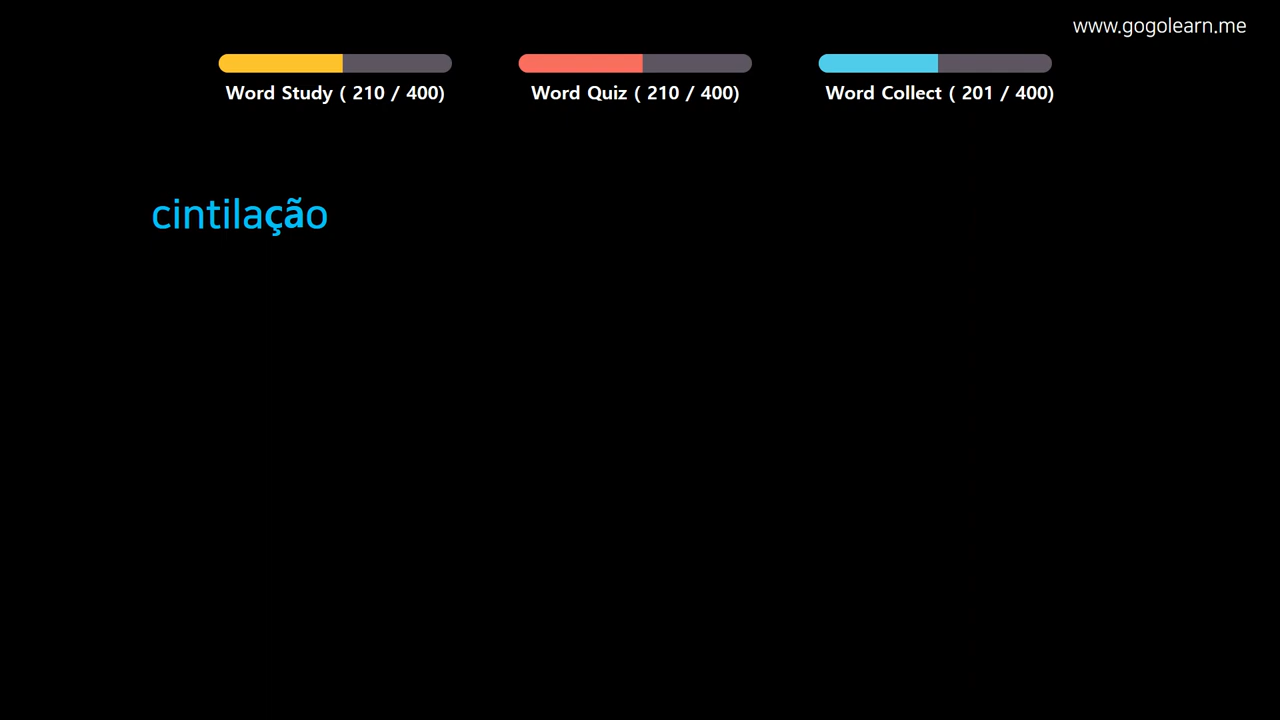 www.gogolearn.me
Word Study ( 210 / 400)
Word Quiz ( 210 / 400)
Word Collect ( 201 / 400)
cintilação